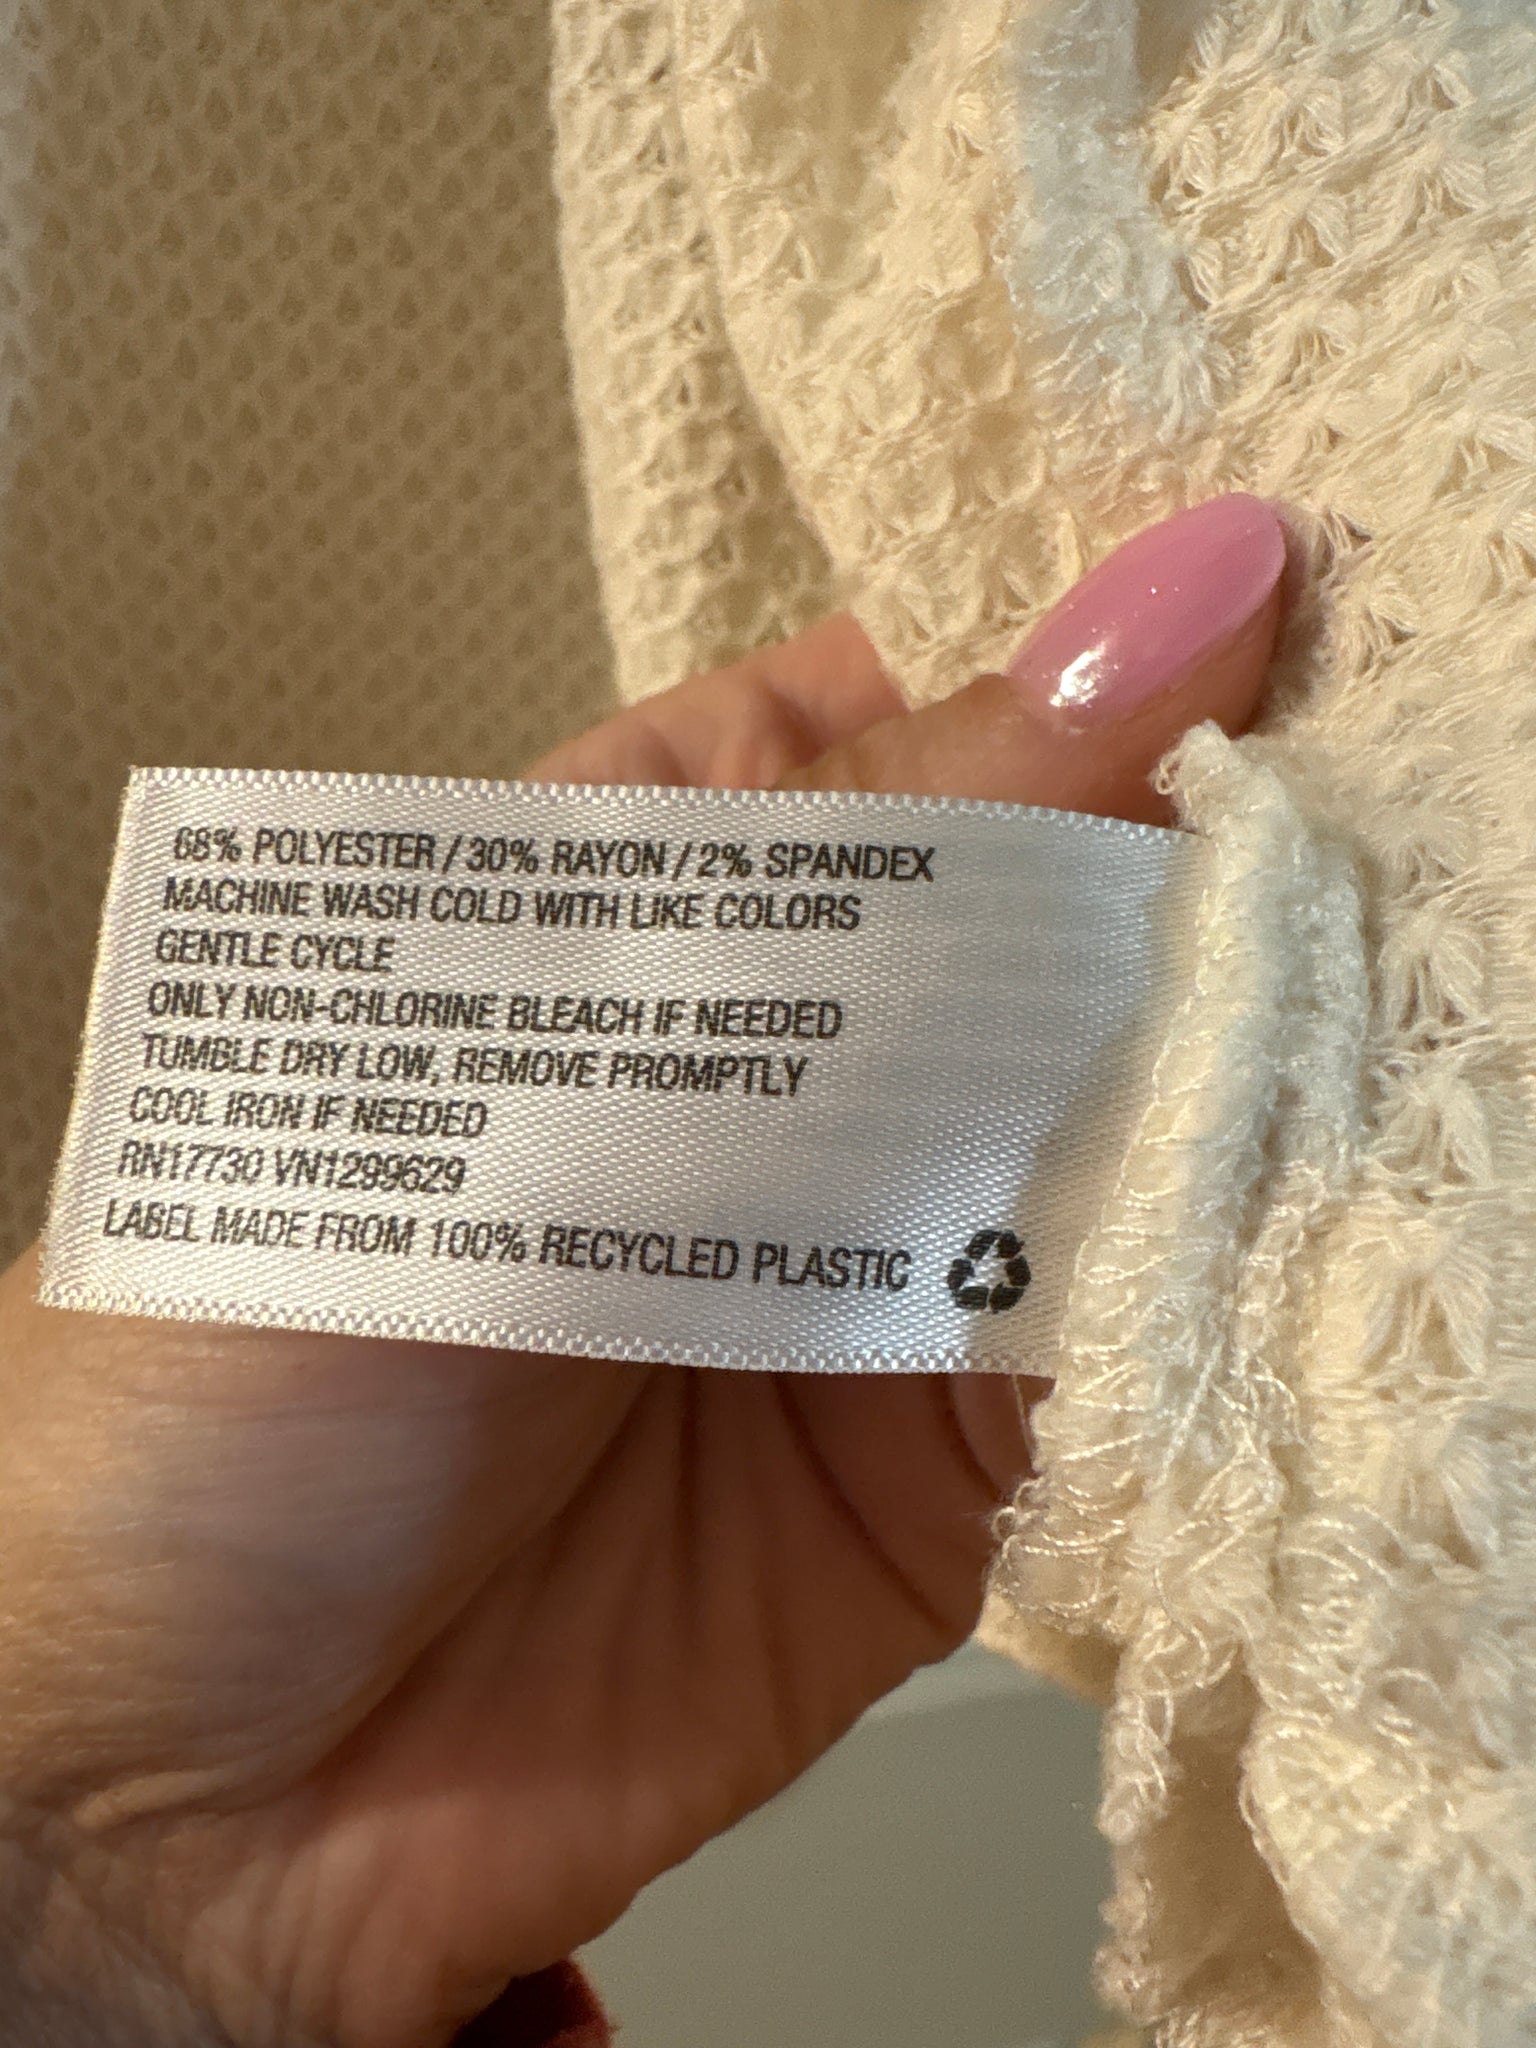 68% POLYESTER / 30% RAYON / 2% SPANDEX
MACHINE WASH COLD WITH LIKE COLORS
GENTLE CYCLE
ONLY NON-CHLORINE BLEACH IF NEEDED
TUMBLE DRY LOW, REMOVE PROMPTLY
COOL IRON IF NEEDED
RN17730 VN1299629
LABEL MADE FROM 100% RECYCLED PLASTIC